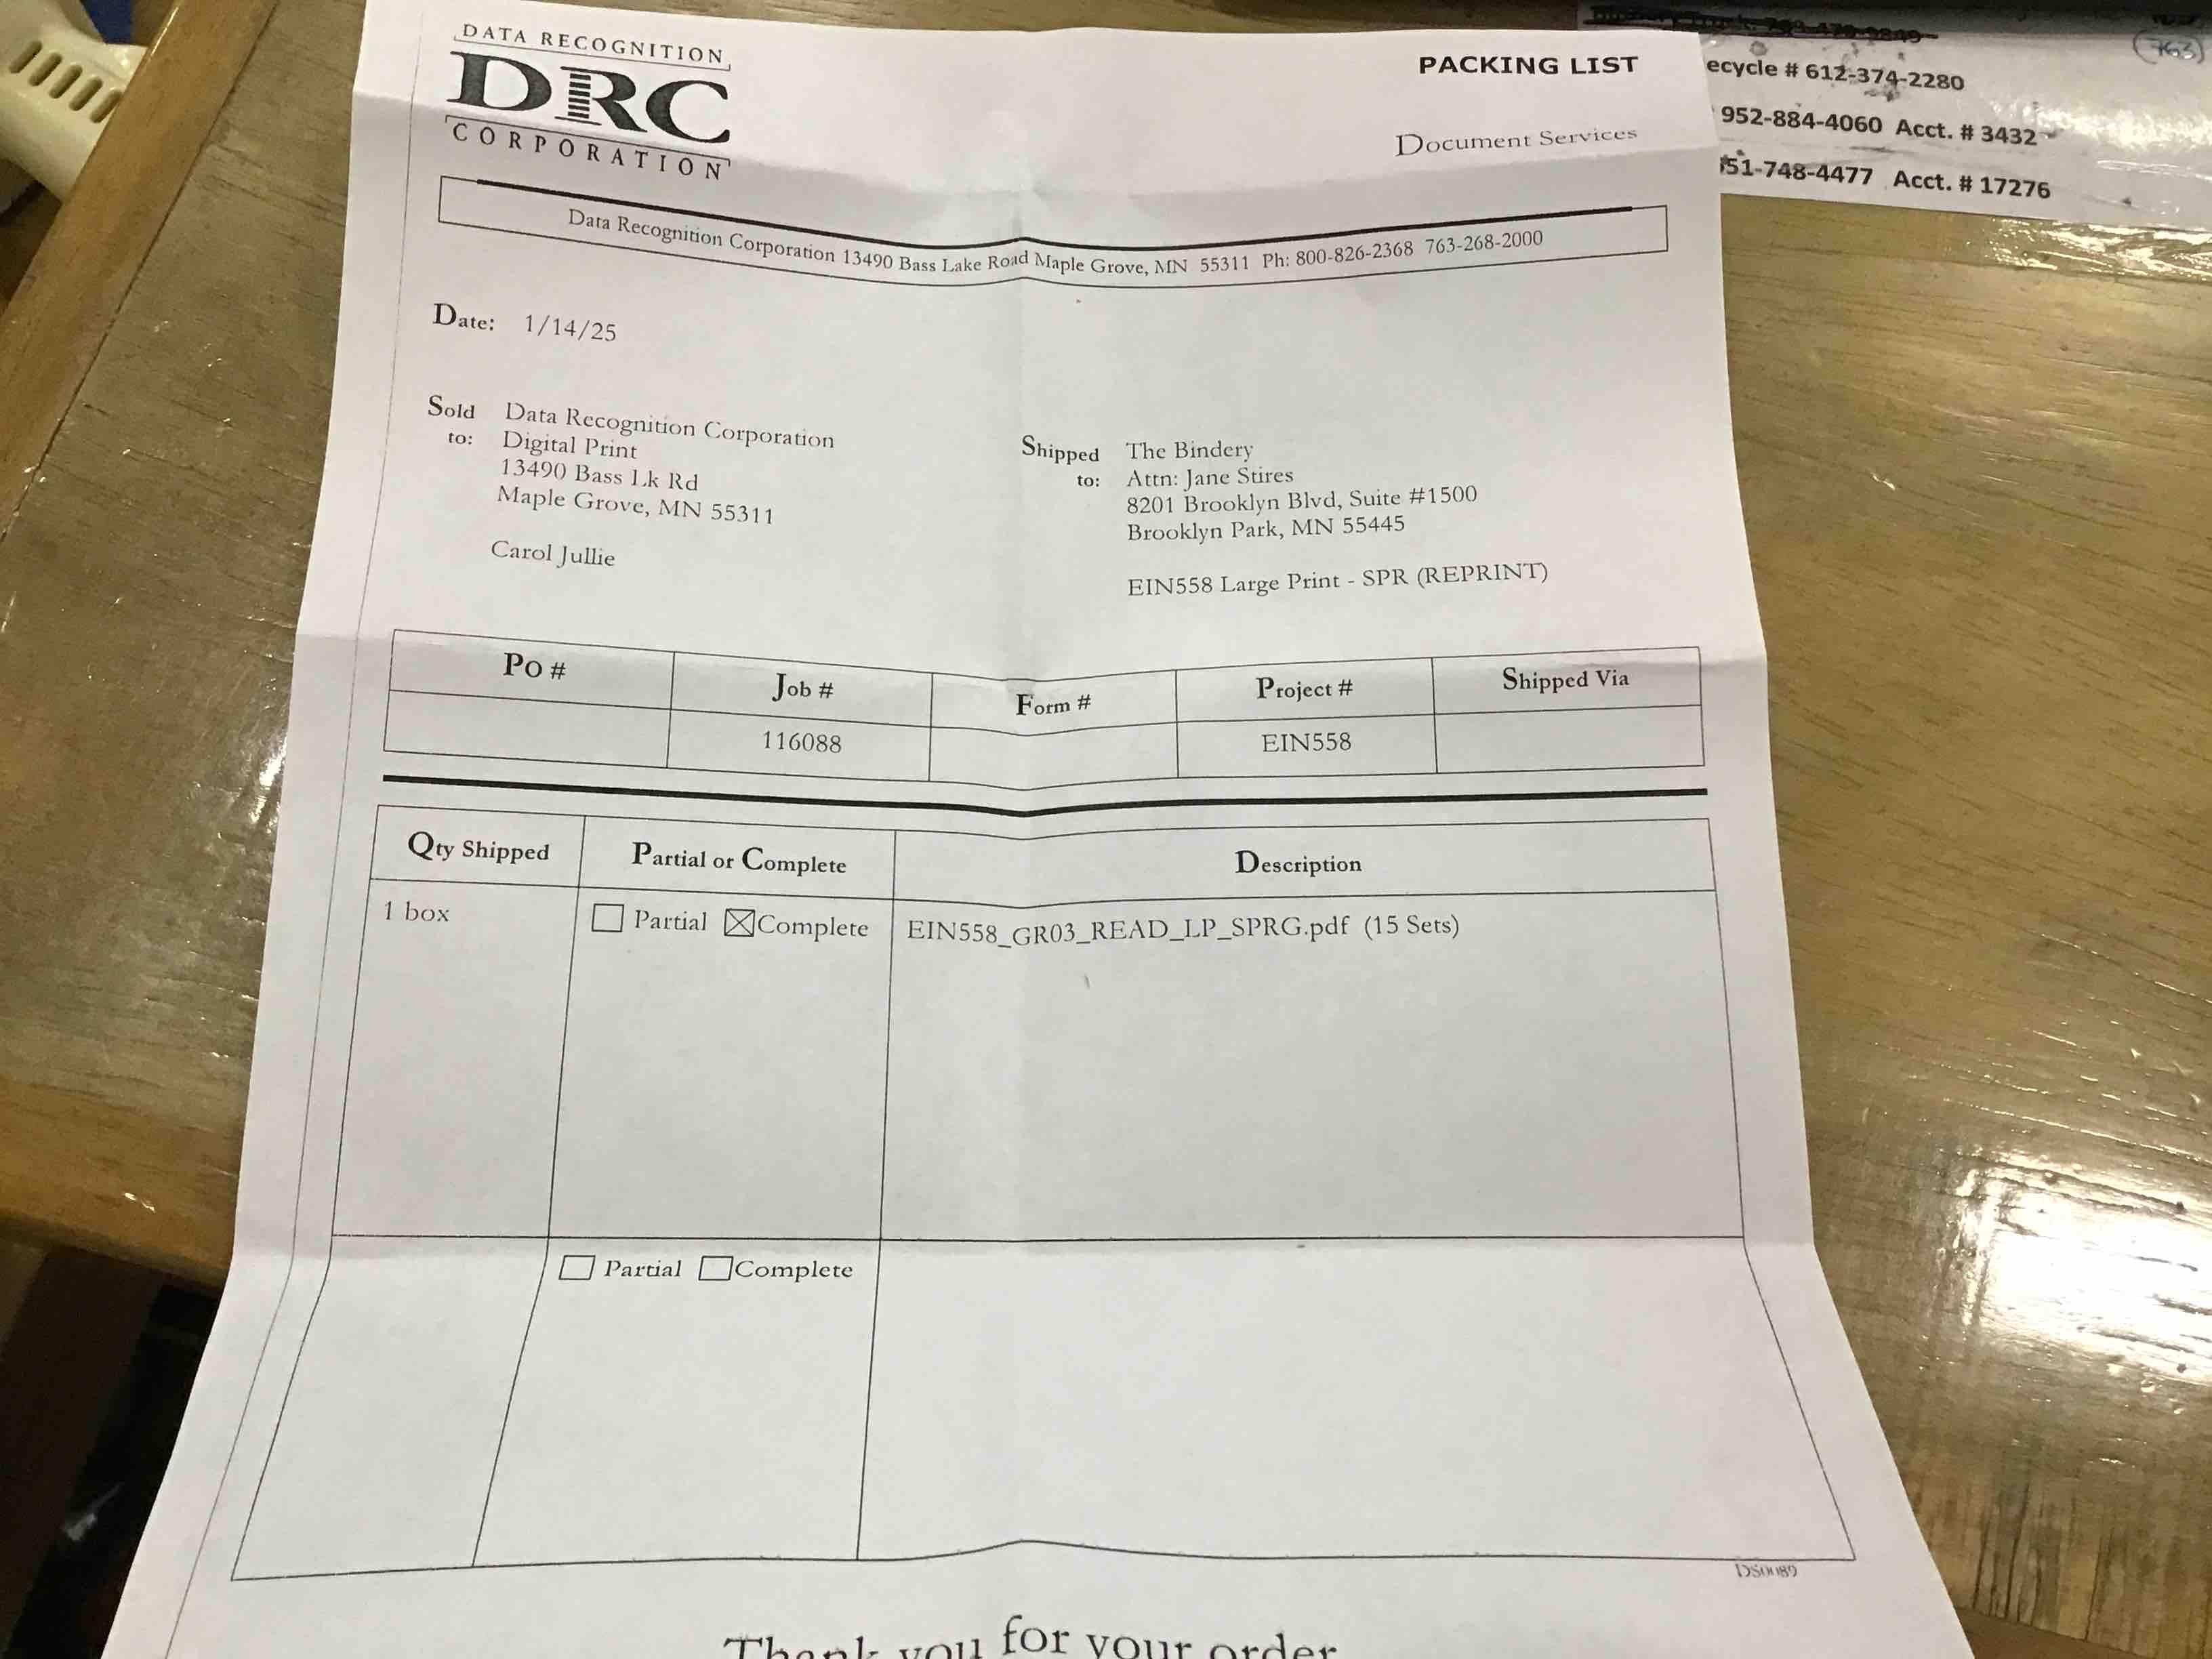 DATA RECOGNITION
DRC
CORPORATION
PACKING LIST
Document Services
Data Recognition Corporation 13490 Bass Lake Road Maple Grove, MN 55311 Ph: 800-826-2368 763-268-2000
Date: 1/14/25
Sold to:
Data Recognition Corporation
Digital Print
13490 Bass Lk Rd
Maple Grove, MN 55311
Carol Jullie
Shipped to:
The Bindery
Attn: Jane Stires
8201 Brooklyn Blvd, Suite #1500
Brooklyn Park, MN 55445
EIN558 Large Print - SPR (REPRINT)
PO # Job # Form # Project # Shipped Via
116088 EIN558
Qty Shipped Partial or Complete Description
1 box Partial Complete EIN558_GR03_READ_LP_SPRG.pdf (15 Sets)
Partial Complete
DS0089
Thank you for your order
ecycle # 612-374-2280
952-884-4060 Acct. # 3432
51-748-4477 Acct. # 17276
(763)